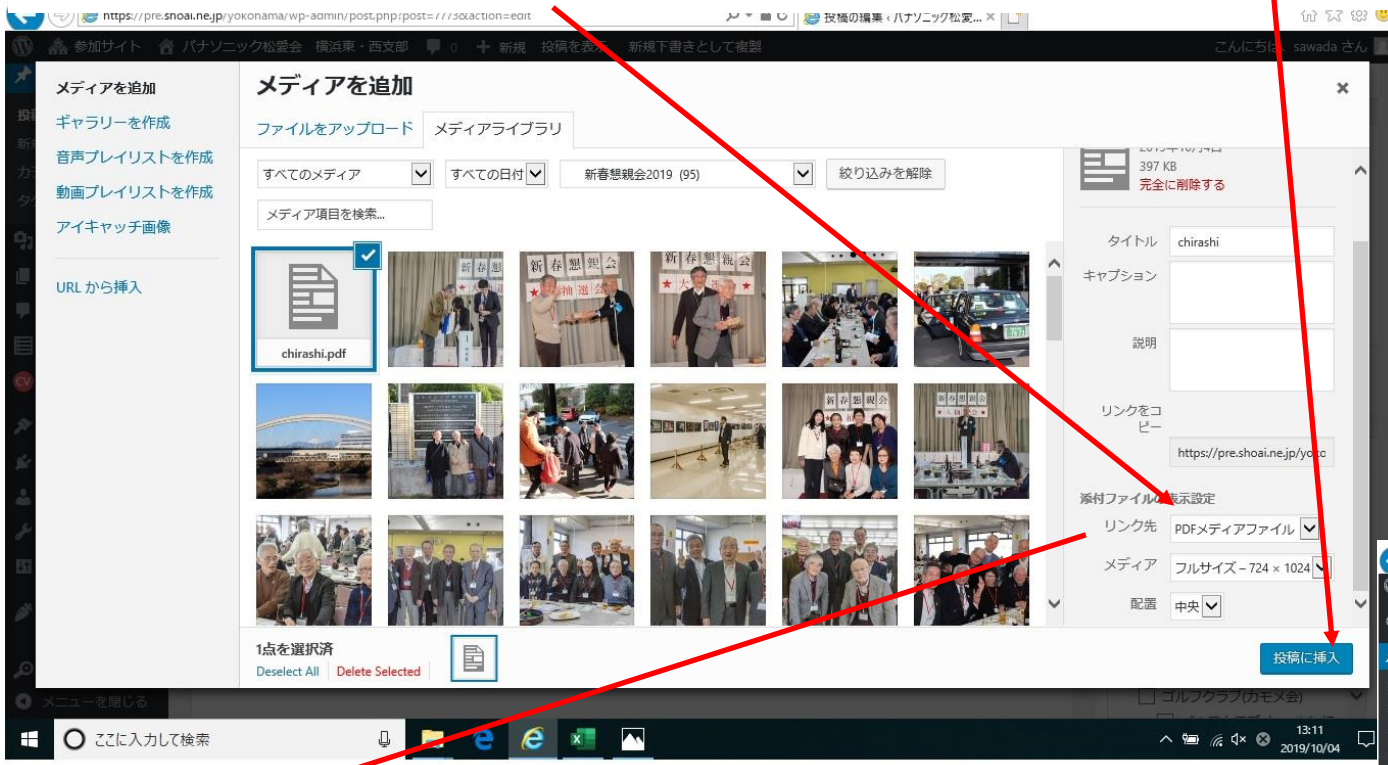 https://pre.shoai.ne.jp/yokohama/wp-admin/post.php?post=7773&action=edit
投稿の編集 ‹ パナソニック松愛... ×
参加サイト パナソニック松愛会 横浜東・西支部 0 + 新規 投稿を表示 新規下書きとして複製
こんにちは、sawada さん
メディアを追加
ギャラリーを作成
音声プレイリストを作成
動画プレイリストを作成
アイキャッチ画像
URL から挿入
メディアを追加
×
ファイルをアップロード メディアライブラリ
すべてのメディア すべての日付 新春懇親会2019 (95) 絞り込みを解除
メディア項目を検索...
chirashi.pdf
2019年10月4日
397 KB
完全に削除する
タイトル chirashi
キャプション
説明
リンクをコ
ピー
https://pre.shoai.ne.jp/yoko
添付ファイルの表示設定
リンク先 PDFメディアファイル
メディア フルサイズ – 724 × 1024
配置 中央
1点を選択済
Deselect All Delete Selected
投稿に挿入
メニューを閉じる
ゴルフクラブ(カモメ会)
ここに入力して検索
13:11
2019/10/04